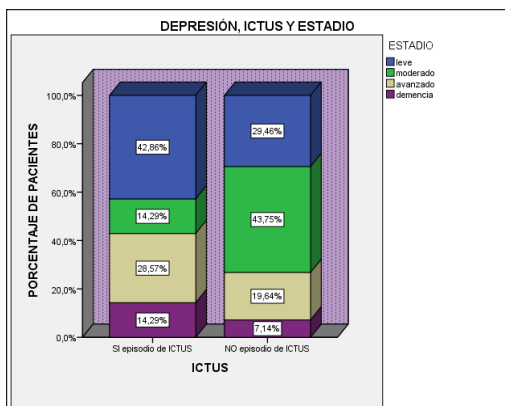 DEPRESIÓN, ICTUS Y ESTADIO
ESTADIO
leve
moderado
avanzado
demencia
PORCENTAJE DE PACIENTES
100,0%
80,0%
60,0%
40,0%
20,0%
0,0%
42,86%
14,29%
28,57%
14,29%
29,46%
43,75%
19,64%
7,14%
SI episodio de ICTUS
NO episodio de ICTUS
ICTUS